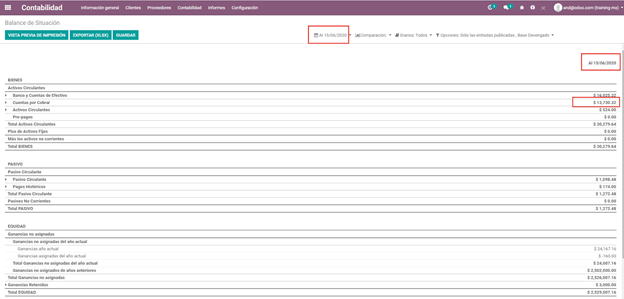 Contabilidad Información general Clientes Proveedores Contabilidad Informes Configuración
Balance de Situación
VISTA PREVIA DE IMPRESIÓN EXPORTAR (XLSX) GUARDAR Al 15/06/2020 Comparación: Diarios: Todos Opciones: Sólo las entradas publicadas , Base Devengado
Al 15/06/2020
BIENES
Activos Circulantes
Banco y Cuentas de Efectivo
Cuentas por Cobrar $ 13,730.32
Activos Circulantes $ 524.00
Pre-pagos $ 0.00
Total Activos Circulantes $ 30,279.64
Plus de Activos Fijos $ 0.00
Más los activos no corrientes $ 0.00
Total BIENES $ 30,279.64
PASIVO
Pasivo Circulante
Pasivo Circulante $ 1,098.48
Pagos Históricos $ 174.00
Total Pasivo Circulante $ 1,272.48
Pasivos No Corrientes $ 0.00
Total PASIVO $ 1,272.48
EQUIDAD
Ganancias no asignadas
Ganancias no asignadas del año actual
Ganancias año actual $ 24,167.16
Ganancias asignadas del año actual $ -160.00
Total Ganancias no asignadas del año actual $ 24,007.16
Ganancias no asignadas de años anteriores $ 2,502,000.00
Total Ganancias no asignadas $ 2,526,007.16
Ganancias Retenidas $ 3,000.00
Total EQUIDAD $ 2,529,007.16